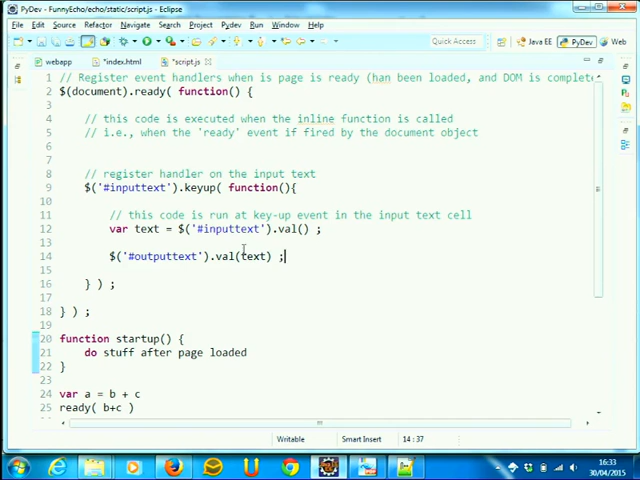 PyDev - FunnyEcho/echo/static/script.js - Eclipse
File Edit Source Refactoring Navigate Search Project Pydev Run Window Help
Quick Access Java EE PyDev Web
webapp *index.html *script.js
1 // Register event handlers when is page is ready (han been loaded, and DOM is complete
2 $(document).ready( function() {
3
4 // this code is executed when the inline function is called
5 // i.e., when the 'ready' event if fired by the document object
6
7
8 // register handler on the input text
9 $('#inputtext').keyup( function(){
10
11 // this code is run at key-up event in the input text cell
12 var text = $('#inputtext').val() ;
13
14 $('#outputtext').val(text) ;
15
16 } ) ;
17
18 } ) ;
19
20 function startup() {
21 do stuff after page loaded
22 }
23
24 var a = b + c
25 ready( b+c )
Writable Smart Insert 14 : 37
16:33
30/04/2015